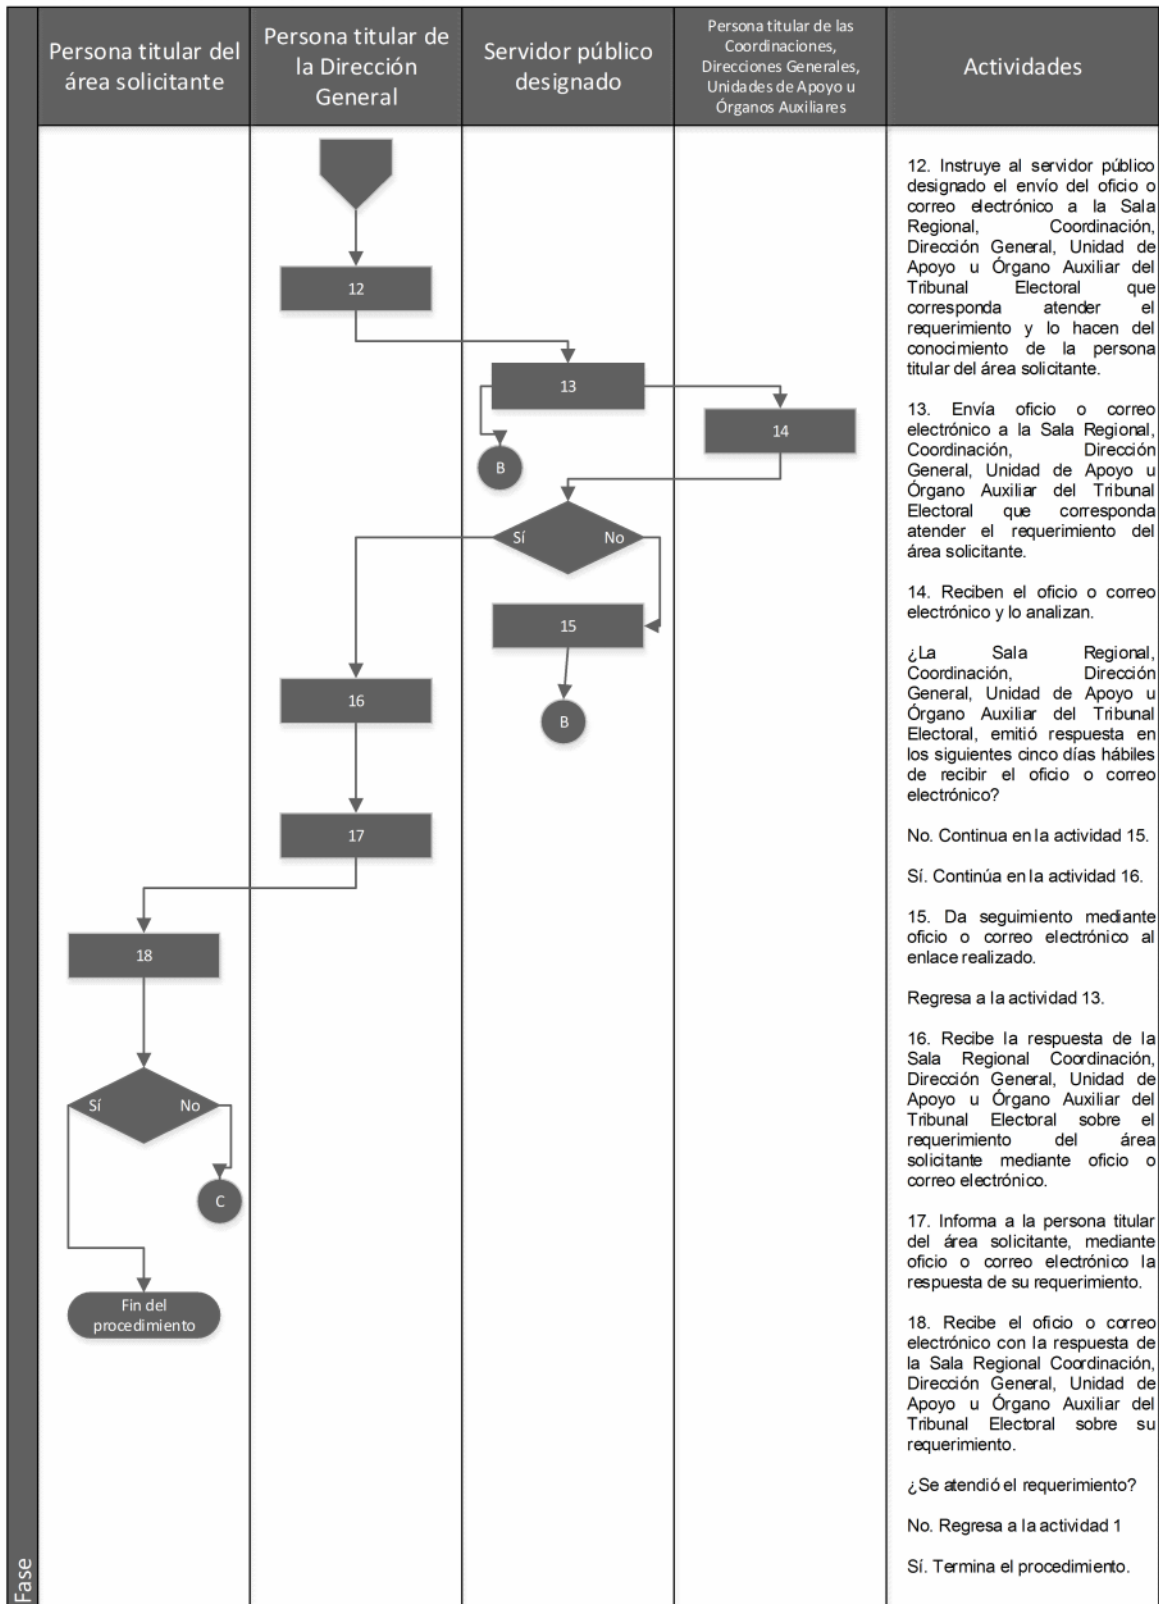 Persona titular del
área solicitante
Persona titular de
la Dirección
General
Servidor público
designado
Persona titular de las
Coordinaciones,
Direcciones Generales,
Unidades de Apoyo u
Órganos Auxiliares
Actividades
12
13
14
B
Sí
No
15
16
B
17
18
Sí
No
C
Fin del
procedimiento
12. Instruye al servidor público
designado el envío del oficio o
correo electrónico a la Sala
Regional, Coordinación,
Dirección General, Unidad de
Apoyo u Órgano Auxiliar del
Tribunal Electoral que
corresponda atender el
requerimiento y lo hacen del
conocimiento de la persona
titular del área solicitante.
13. Envía oficio o correo
electrónico a la Sala Regional,
Coordinación, Dirección
General, Unidad de Apoyo u
Órgano Auxiliar del Tribunal
Electoral que corresponda
atender el requerimiento del
área solicitante.
14. Reciben el oficio o correo
electrónico y lo analizan.
¿La Sala Regional,
Coordinación, Dirección
General, Unidad de Apoyo u
Órgano Auxiliar del Tribunal
Electoral, emitió respuesta en
los siguientes cinco días hábiles
de recibir el oficio o correo
electrónico?
No. Continua en la actividad 15.
Sí. Continúa en la actividad 16.
15. Da seguimiento mediante
oficio o correo electrónico al
enlace realizado.
Regresa a la actividad 13.
16. Recibe la respuesta de la
Sala Regional Coordinación,
Dirección General, Unidad de
Apoyo u Órgano Auxiliar del
Tribunal Electoral sobre el
requerimiento del área
solicitante mediante oficio o
correo electrónico.
17. Informa a la persona titular
del área solicitante, mediante
oficio o correo electrónico la
respuesta de su requerimiento.
18. Recibe el oficio o correo
electrónico con la respuesta de
la Sala Regional Coordinación,
Dirección General, Unidad de
Apoyo u Órgano Auxiliar del
Tribunal Electoral sobre su
requerimiento.
¿Se atendió el requerimiento?
No. Regresa a la actividad 1
Sí. Termina el procedimiento.
Fase